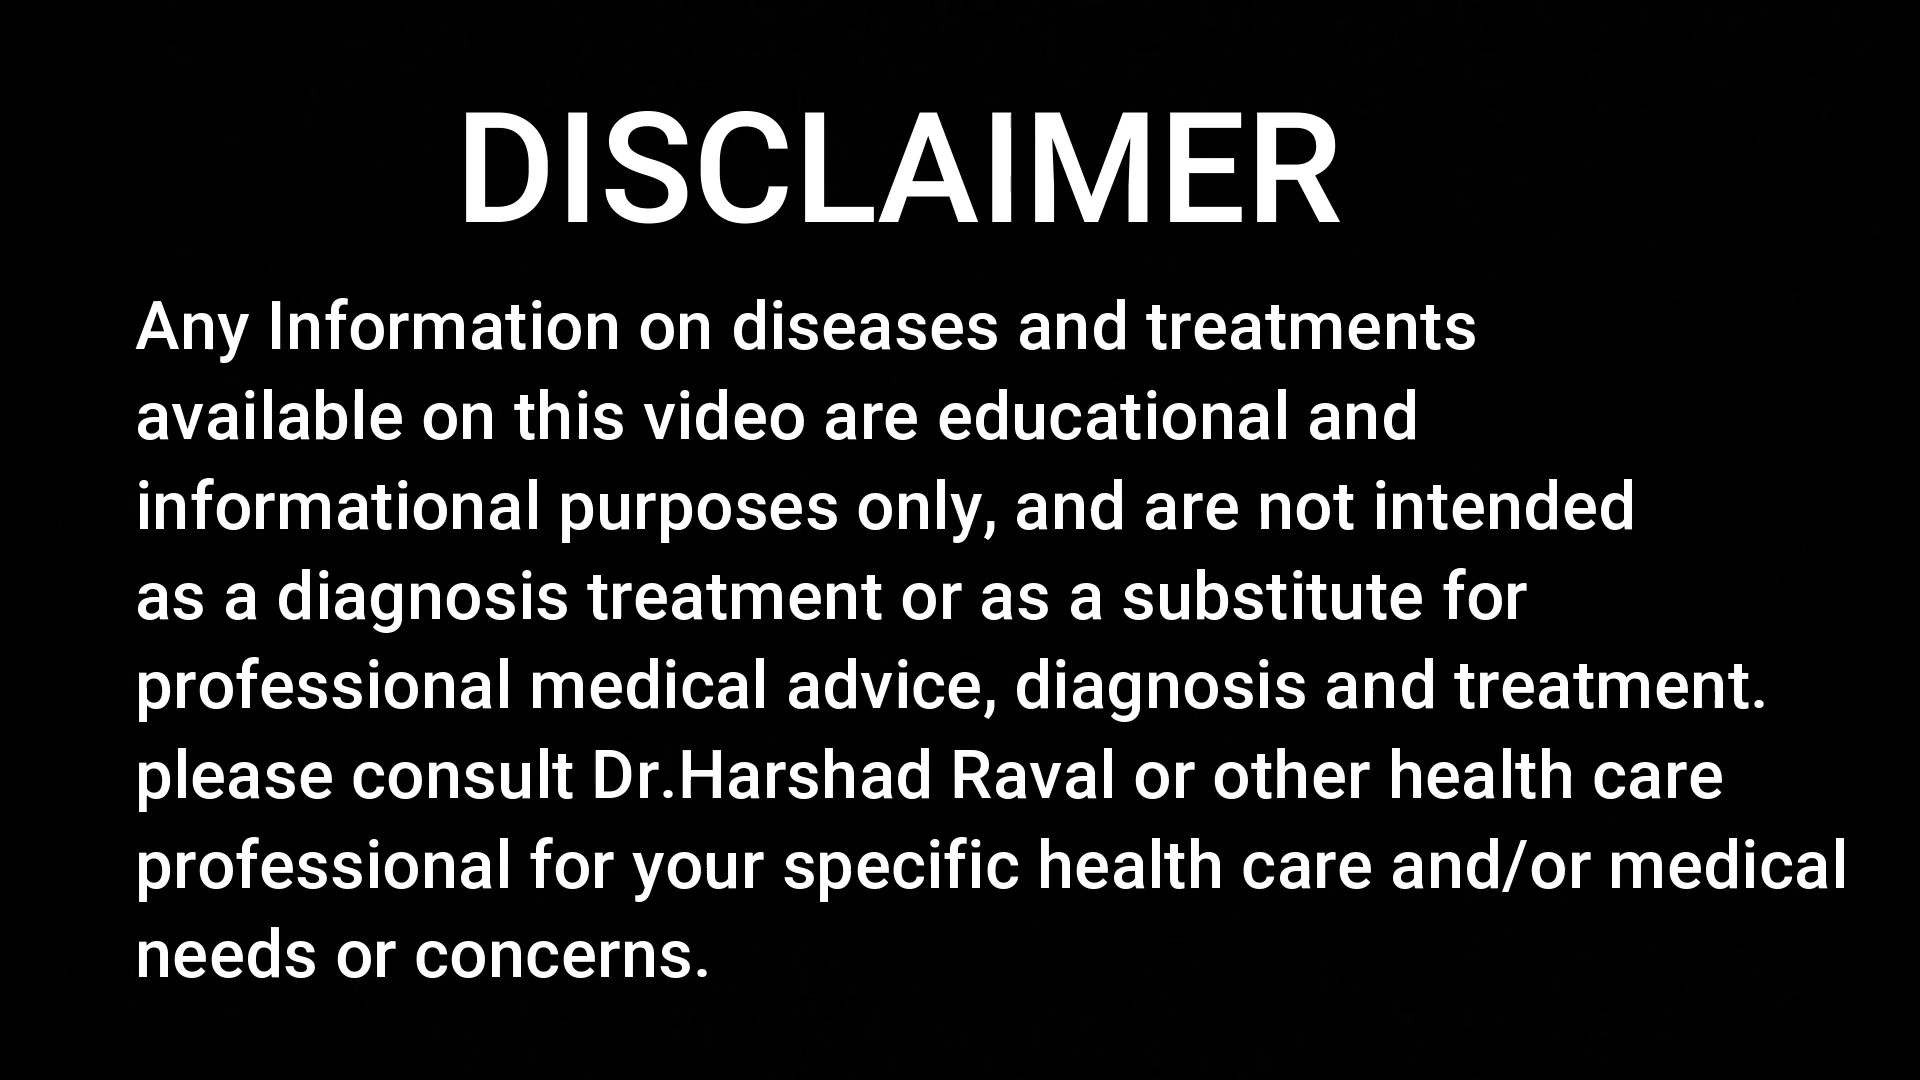 DISCLAIMER
Any Information on diseases and treatments
available on this video are educational and
informational purposes only, and are not intended
as a diagnosis treatment or as a substitute for
professional medical advice, diagnosis and treatment.
please consult Dr.Harshad Raval or other health care
professional for your specific health care and/or medical
needs or concerns.